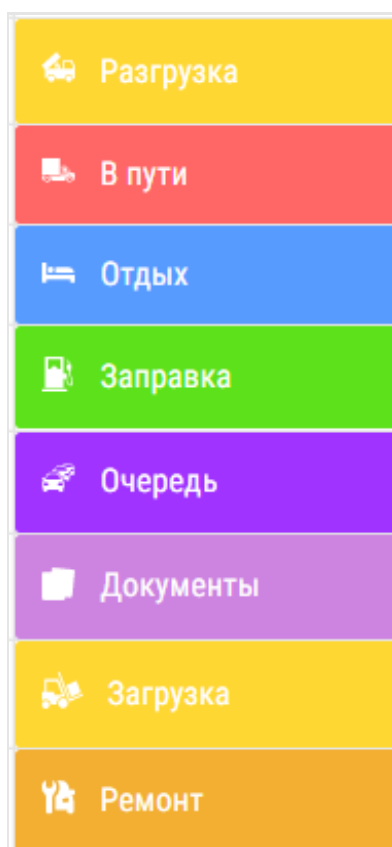 Разгрузка
В пути
Отдых
Заправка
Очередь
Документы
Загрузка
Ремонт